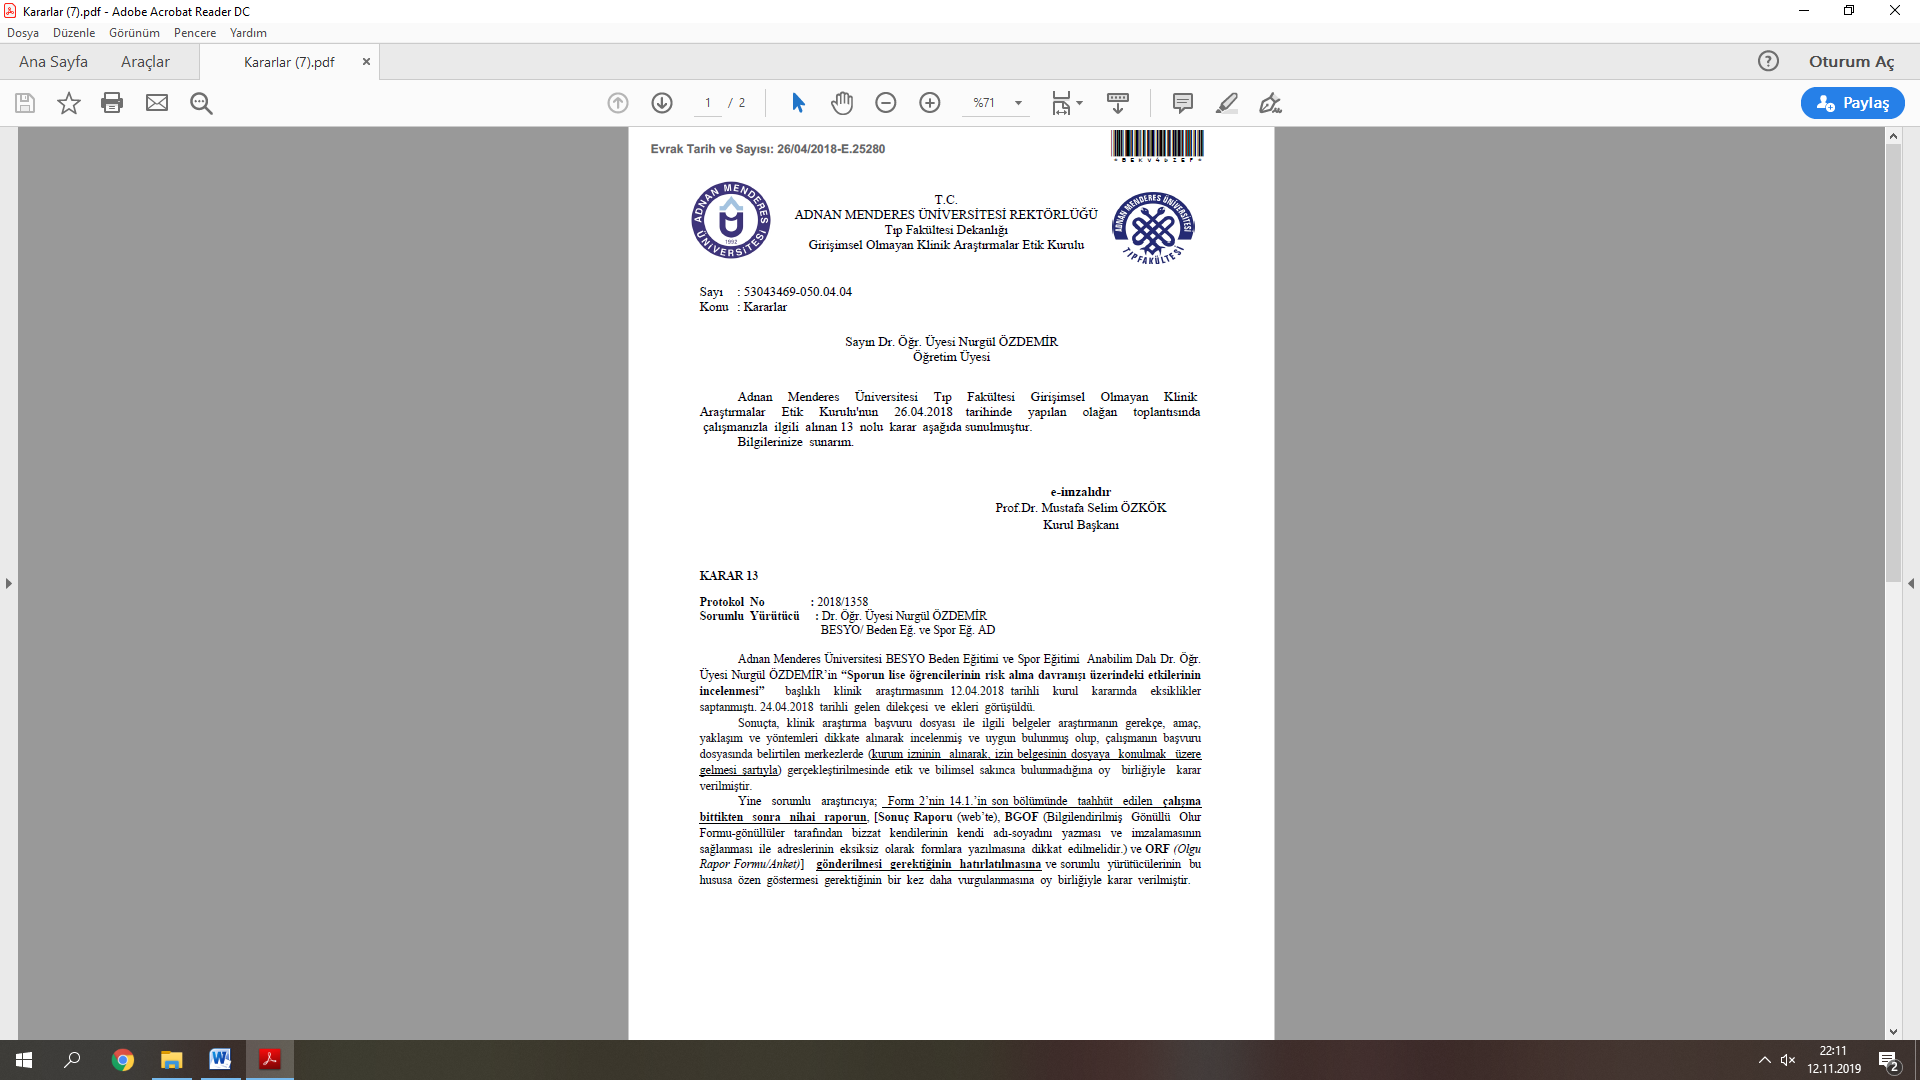 Kararlar (7).pdf - Adobe Acrobat Reader DC
Dosya Düzenle Görünüm Pencere Yardım
Ana Sayfa Araçlar Kararlar (7).pdf × Oturum Aç
1 / 2 %71 Paylaş
Evrak Tarih ve Sayısı: 26/04/2018-E.25280
ADNAN MENDERES ÜNİVERSİTESİ 1992
T.C.
ADNAN MENDERES ÜNİVERSİTESİ REKTÖRLÜĞÜ
Tıp Fakültesi Dekanlığı
Girişimsel Olmayan Klinik Araştırmalar Etik Kurulu
ADNAN MENDERES ÜNİVERSİTESİ TIP FAKÜLTESİ
Sayı : 53043469-050.04.04
Konu : Kararlar
Sayın Dr. Öğr. Üyesi Nurgül ÖZDEMİR
Öğretim Üyesi
Adnan Menderes Üniversitesi Tıp Fakültesi Girişimsel Olmayan Klinik
Araştırmalar Etik Kurulu'nun 26.04.2018 tarihinde yapılan olağan toplantısında
çalışmanızla ilgili alınan 13 nolu karar aşağıda sunulmuştur.
Bilgilerinize sunarım.
e-imzalıdır
Prof.Dr. Mustafa Selim ÖZKÖK
Kurul Başkanı
KARAR 13
Protokol No : 2018/1358
Sorumlu Yürütücü : Dr. Öğr. Üyesi Nurgül ÖZDEMİR
BESYO/ Beden Eğ. ve Spor Eğ. AD
Adnan Menderes Üniversitesi BESYO Beden Eğitimi ve Spor Eğitimi Anabilim Dalı Dr. Öğr.
Üyesi Nurgül ÖZDEMİR’in “Sporun lise öğrencilerinin risk alma davranışı üzerindeki etkilerinin
incelenmesi” başlıklı klinik araştırmasının 12.04.2018 tarihli kurul kararında eksiklikler
saptanmıştı. 24.04.2018 tarihli gelen dilekçesi ve ekleri görüşüldü.
Sonuçta, klinik araştırma başvuru dosyası ile ilgili belgeler araştırmanın gerekçe, amaç,
yaklaşım ve yöntemleri dikkate alınarak incelenmiş ve uygun bulunmuş olup, çalışmanın başvuru
dosyasında belirtilen merkezlerde (kurum izninin alınarak, izin belgesinin dosyaya konulmak üzere
gelmesi şartıyla) gerçekleştirilmesinde etik ve bilimsel sakınca bulunmadığına oy birliğiyle karar
verilmiştir.
Yine sorumlu araştırıcıya; Form 2’nin 14.1.’in son bölümünde taahhüt edilen çalışma
bittikten sonra nihai raporun, [Sonuç Raporu (web’te), BGOF (Bilgilendirilmiş Gönüllü Olur
Formu-gönüllüler tarafından bizzat kendilerinin kendi adı-soyadını yazması ve imzalamasının
sağlanması ile adreslerinin eksiksiz olarak formlara yazılmasına dikkat edilmelidir.) ve ORF (Olgu
Rapor Formu/Anket)] gönderilmesi gerektiğinin hatırlatılmasına ve sorumlu yürütücülerinin bu
hususa özen göstermesi gerektiğinin bir kez daha vurgulanmasına oy birliğiyle karar verilmiştir.
22:11
12.11.2019
2